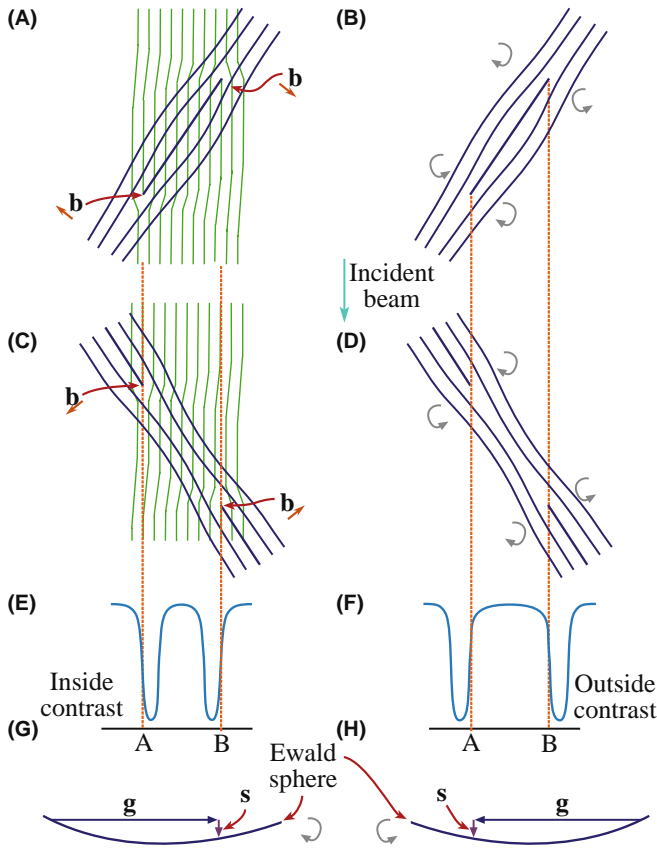 (A)
(B)
b
b
Incident
beam
(C)
(D)
b
b
(E)
(F)
Inside
contrast
Outside
contrast
(G)
(H)
A
B
A
B
Ewald
sphere
g
s
s
g